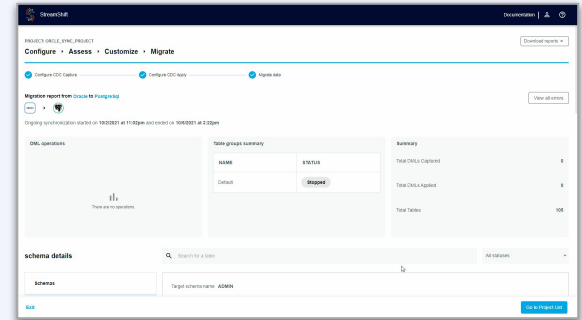 StreamShift
Documentation
PROJECT: ORCLE_SYNC_PROJECT
Download reports
Configure Assess Customize Migrate
Configure CDC Capture
Configure CDC Apply
Migrate data
Migration report from Oracle to PostgreSql
View all errors
Ongoing synchronization started on 10/2/2021 at 11:02pm and ended on 10/6/2021 at 2:22pm
DML operations
There are no operations.
Table groups summary
NAME STATUS
Default Stopped
Summary
Total DMLs Captured 0
Total DMLs Applied 0
Total Tables 105
schema details
Search for a table
All statuses
Schemas
Target schema name ADMIN
Exit
Go to Project List